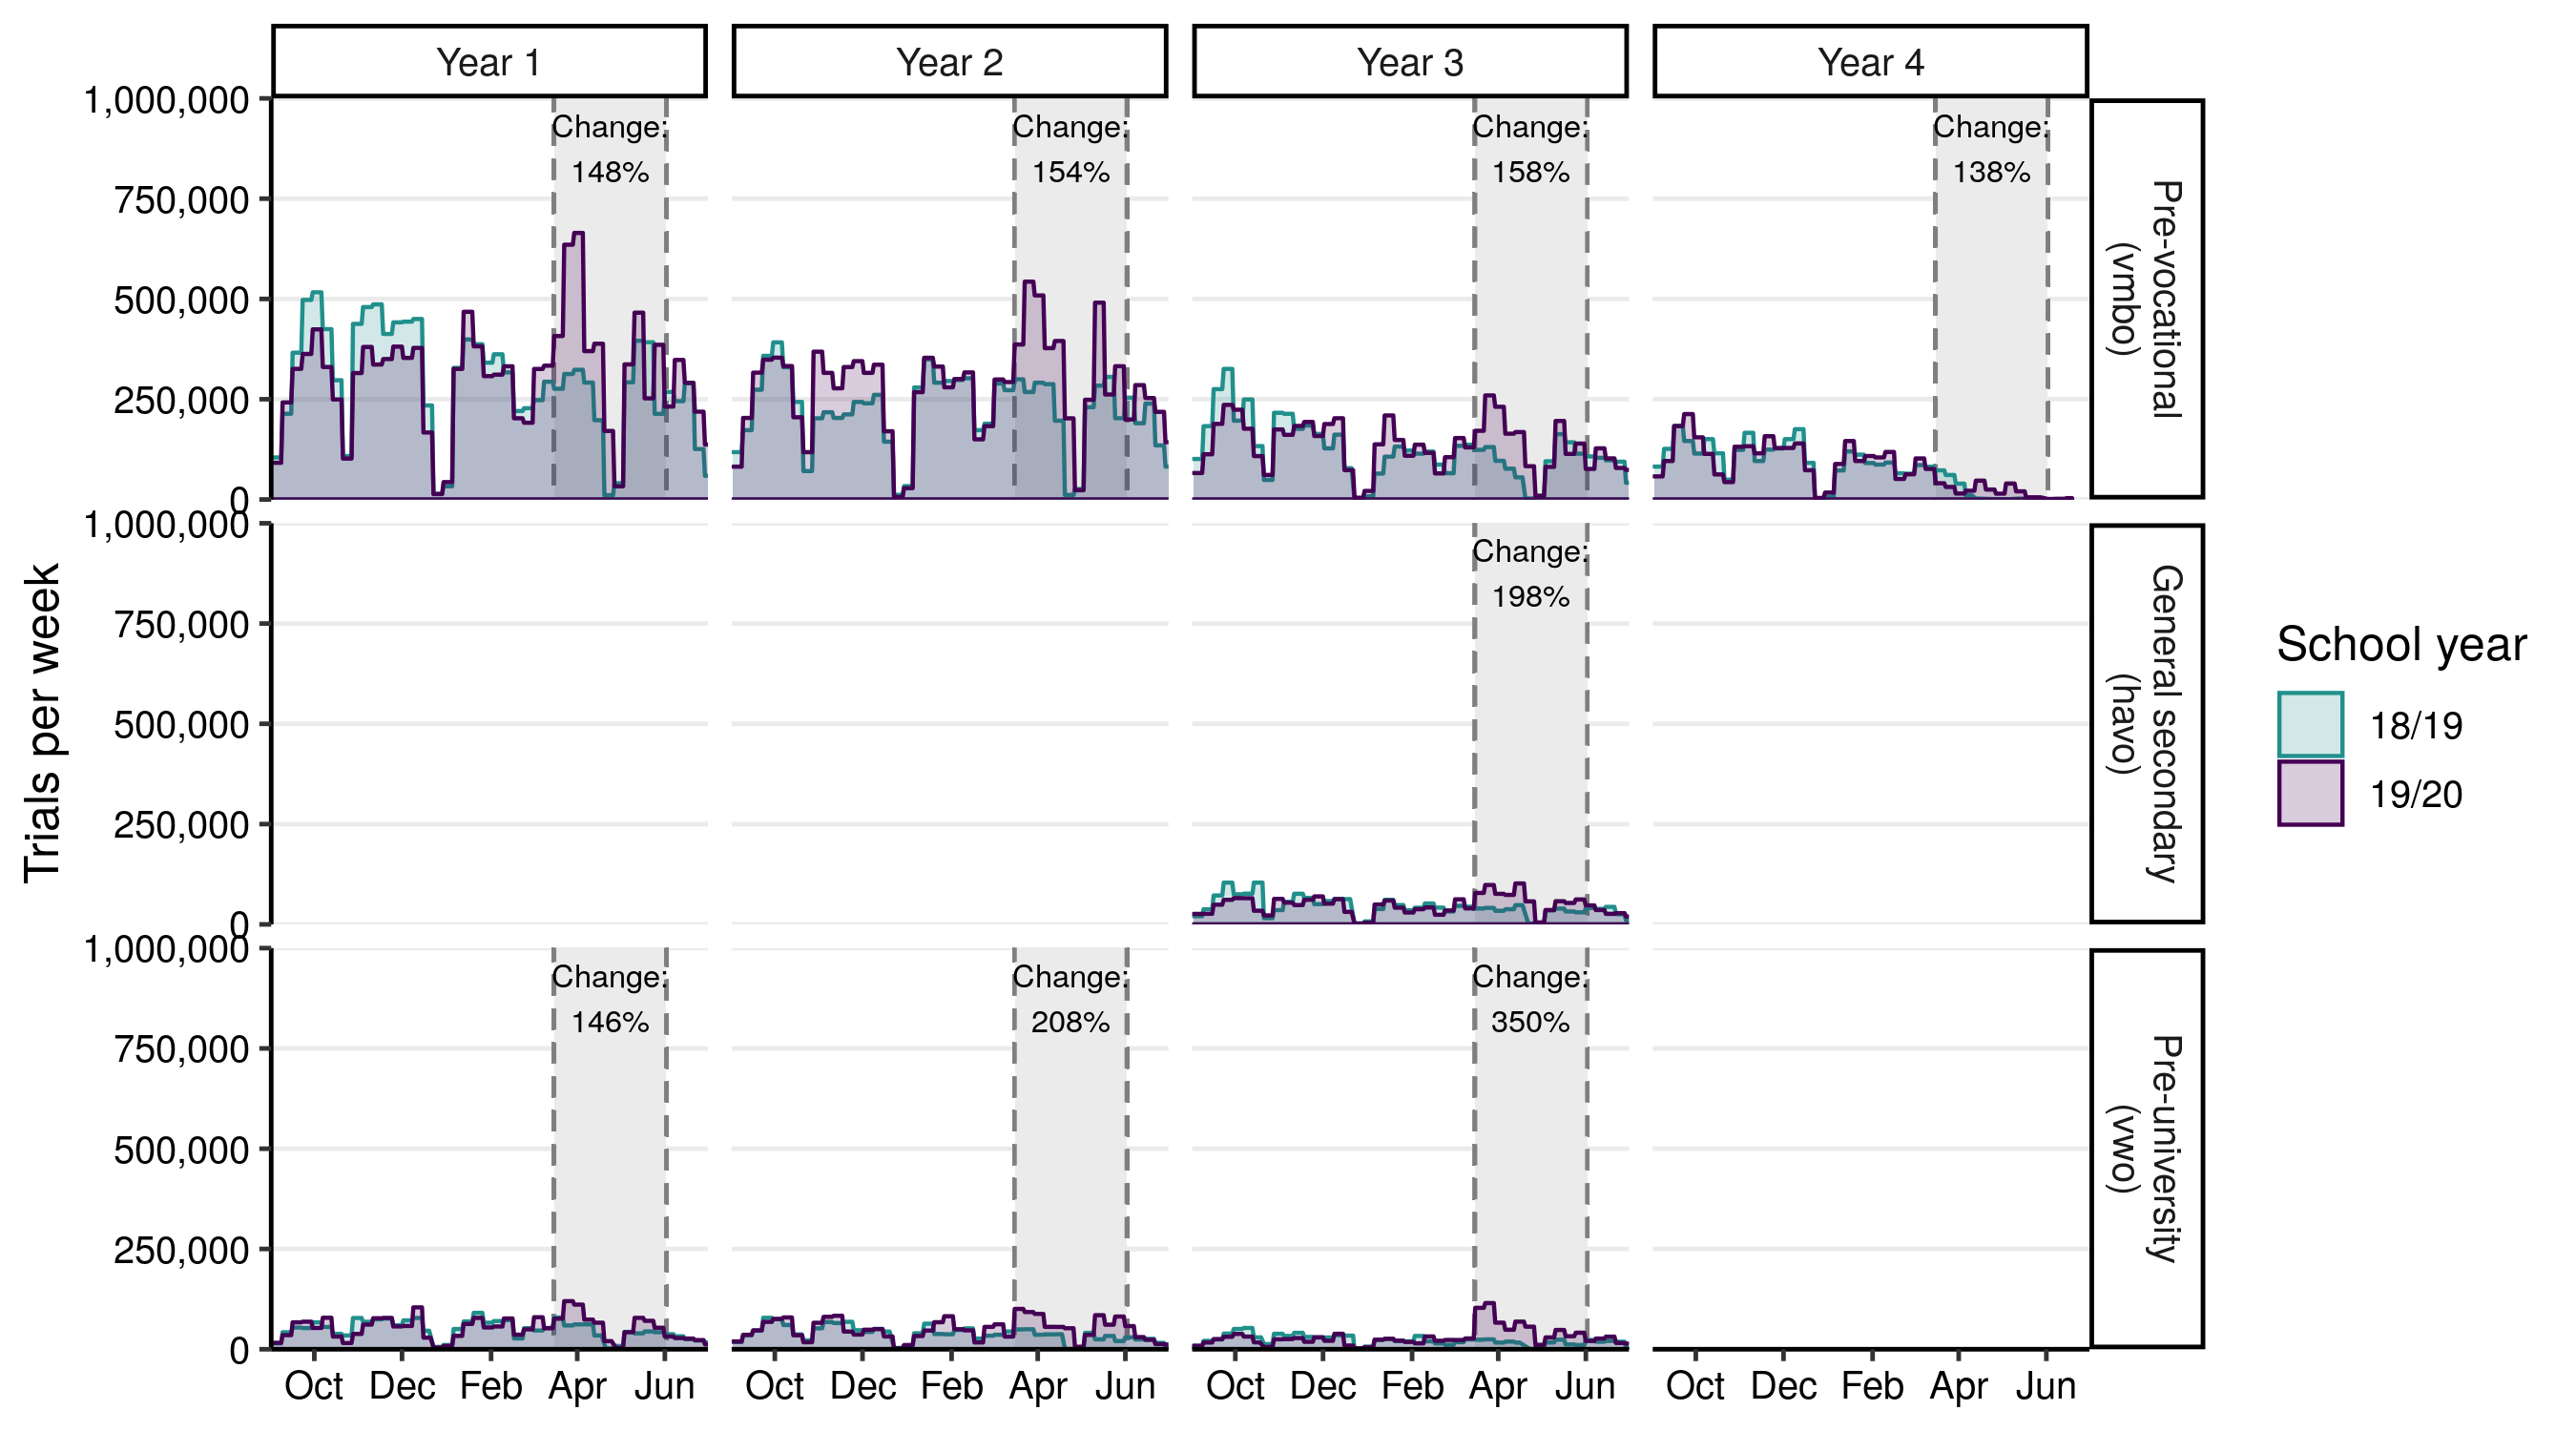 Year 1
Year 2
Year 3
Year 4
1,000,000
750,000
500,000
250,000
0
Change:
148%
Change:
154%
Change:
158%
Change:
138%
Pre-vocational
(vmbo)
1,000,000
750,000
500,000
250,000
0
Change:
198%
General secondary
(havo)
1,000,000
750,000
500,000
250,000
0
Change:
146%
Change:
208%
Change:
350%
Pre-university
(vwo)
Oct Dec Feb Apr Jun
Oct Dec Feb Apr Jun
Oct Dec Feb Apr Jun
Oct Dec Feb Apr Jun
Trials per week
School year
18/19
19/20